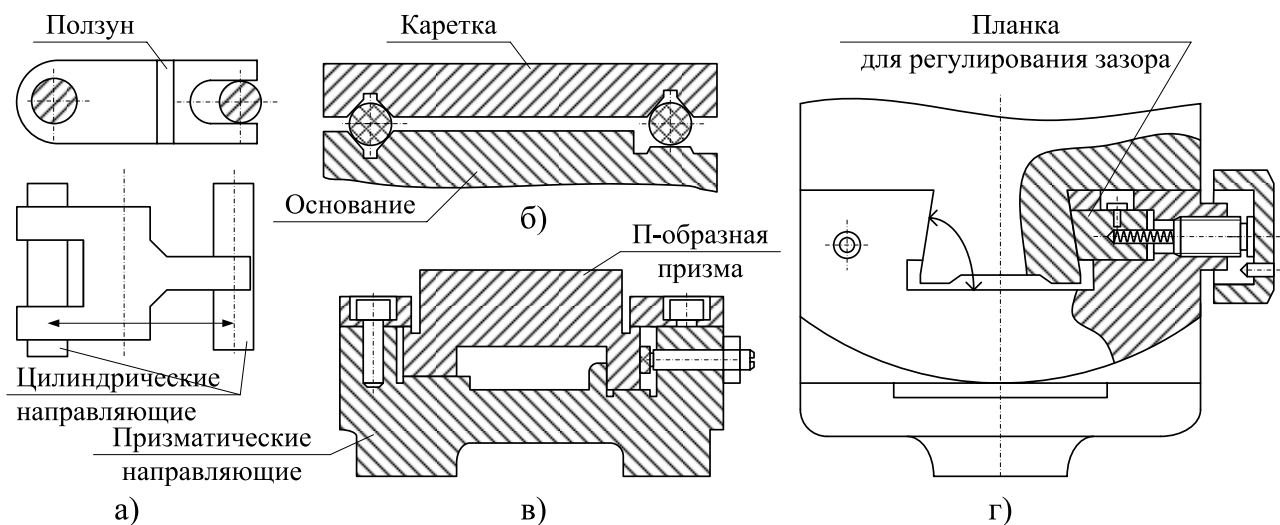 Ползун
Каретка
Планка
для регулирования зазора
Основание
б)
П-образная
призма
Цилиндрические
направляющие
Призматические
направляющие
а)
в)
г)